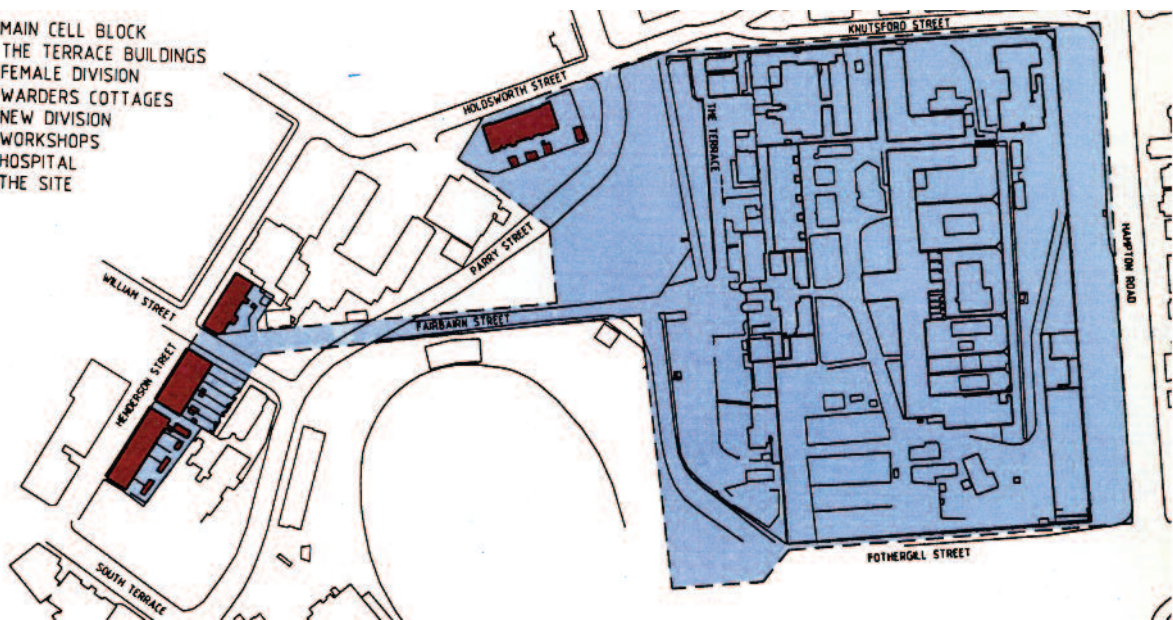 MAIN CELL BLOCK
THE TERRACE BUILDINGS
FEMALE DIVISION
WARDERS COTTAGES
NEW DIVISION
WORKSHOPS
HOSPITAL
THE SITE
KNUTSFORD STREET
HOLDSWORTH STREET
THE TERRACE
PARRY STREET
HAMPTON ROAD
WILLIAM STREET
FAIRBAIRN STREET
HENDERSON STREET
FOTHERGILL STREET
SOUTH TERRACE